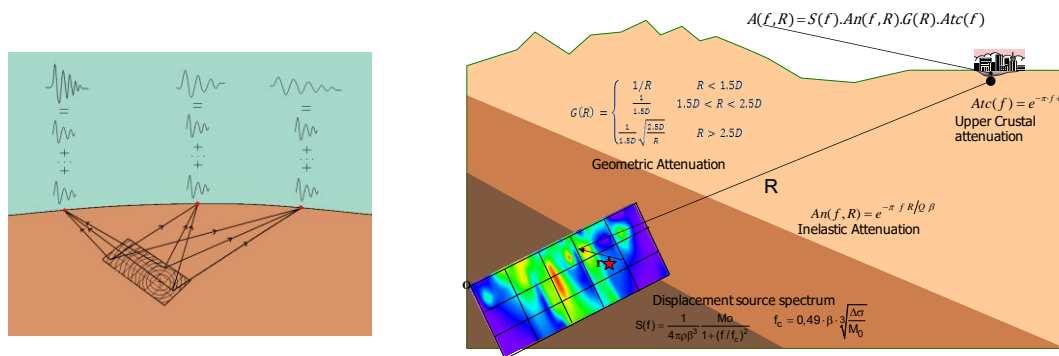 A(f,R)=S(f).An(f,R).G(R).Atc(f)
G(R) = { 1/R R < 1.5D
1/1.5D 1.5D < R < 2.5D
1/1.5D √(2.5D/R) R > 2.5D
Geometric Attenuation
Atc(f) = e^{-π·f·
Upper Crustal
attenuation
R
An(f,R) = e^{-π f R/Q β}
Inelastic Attenuation
r
O
Displacement source spectrum
S(f) = 1/4πρβ³ Mo/1+(f/f_c)² f_c = 0,49·β·∛(Δσ/M₀)
= = =
+ + +
... ... ...
+ + +